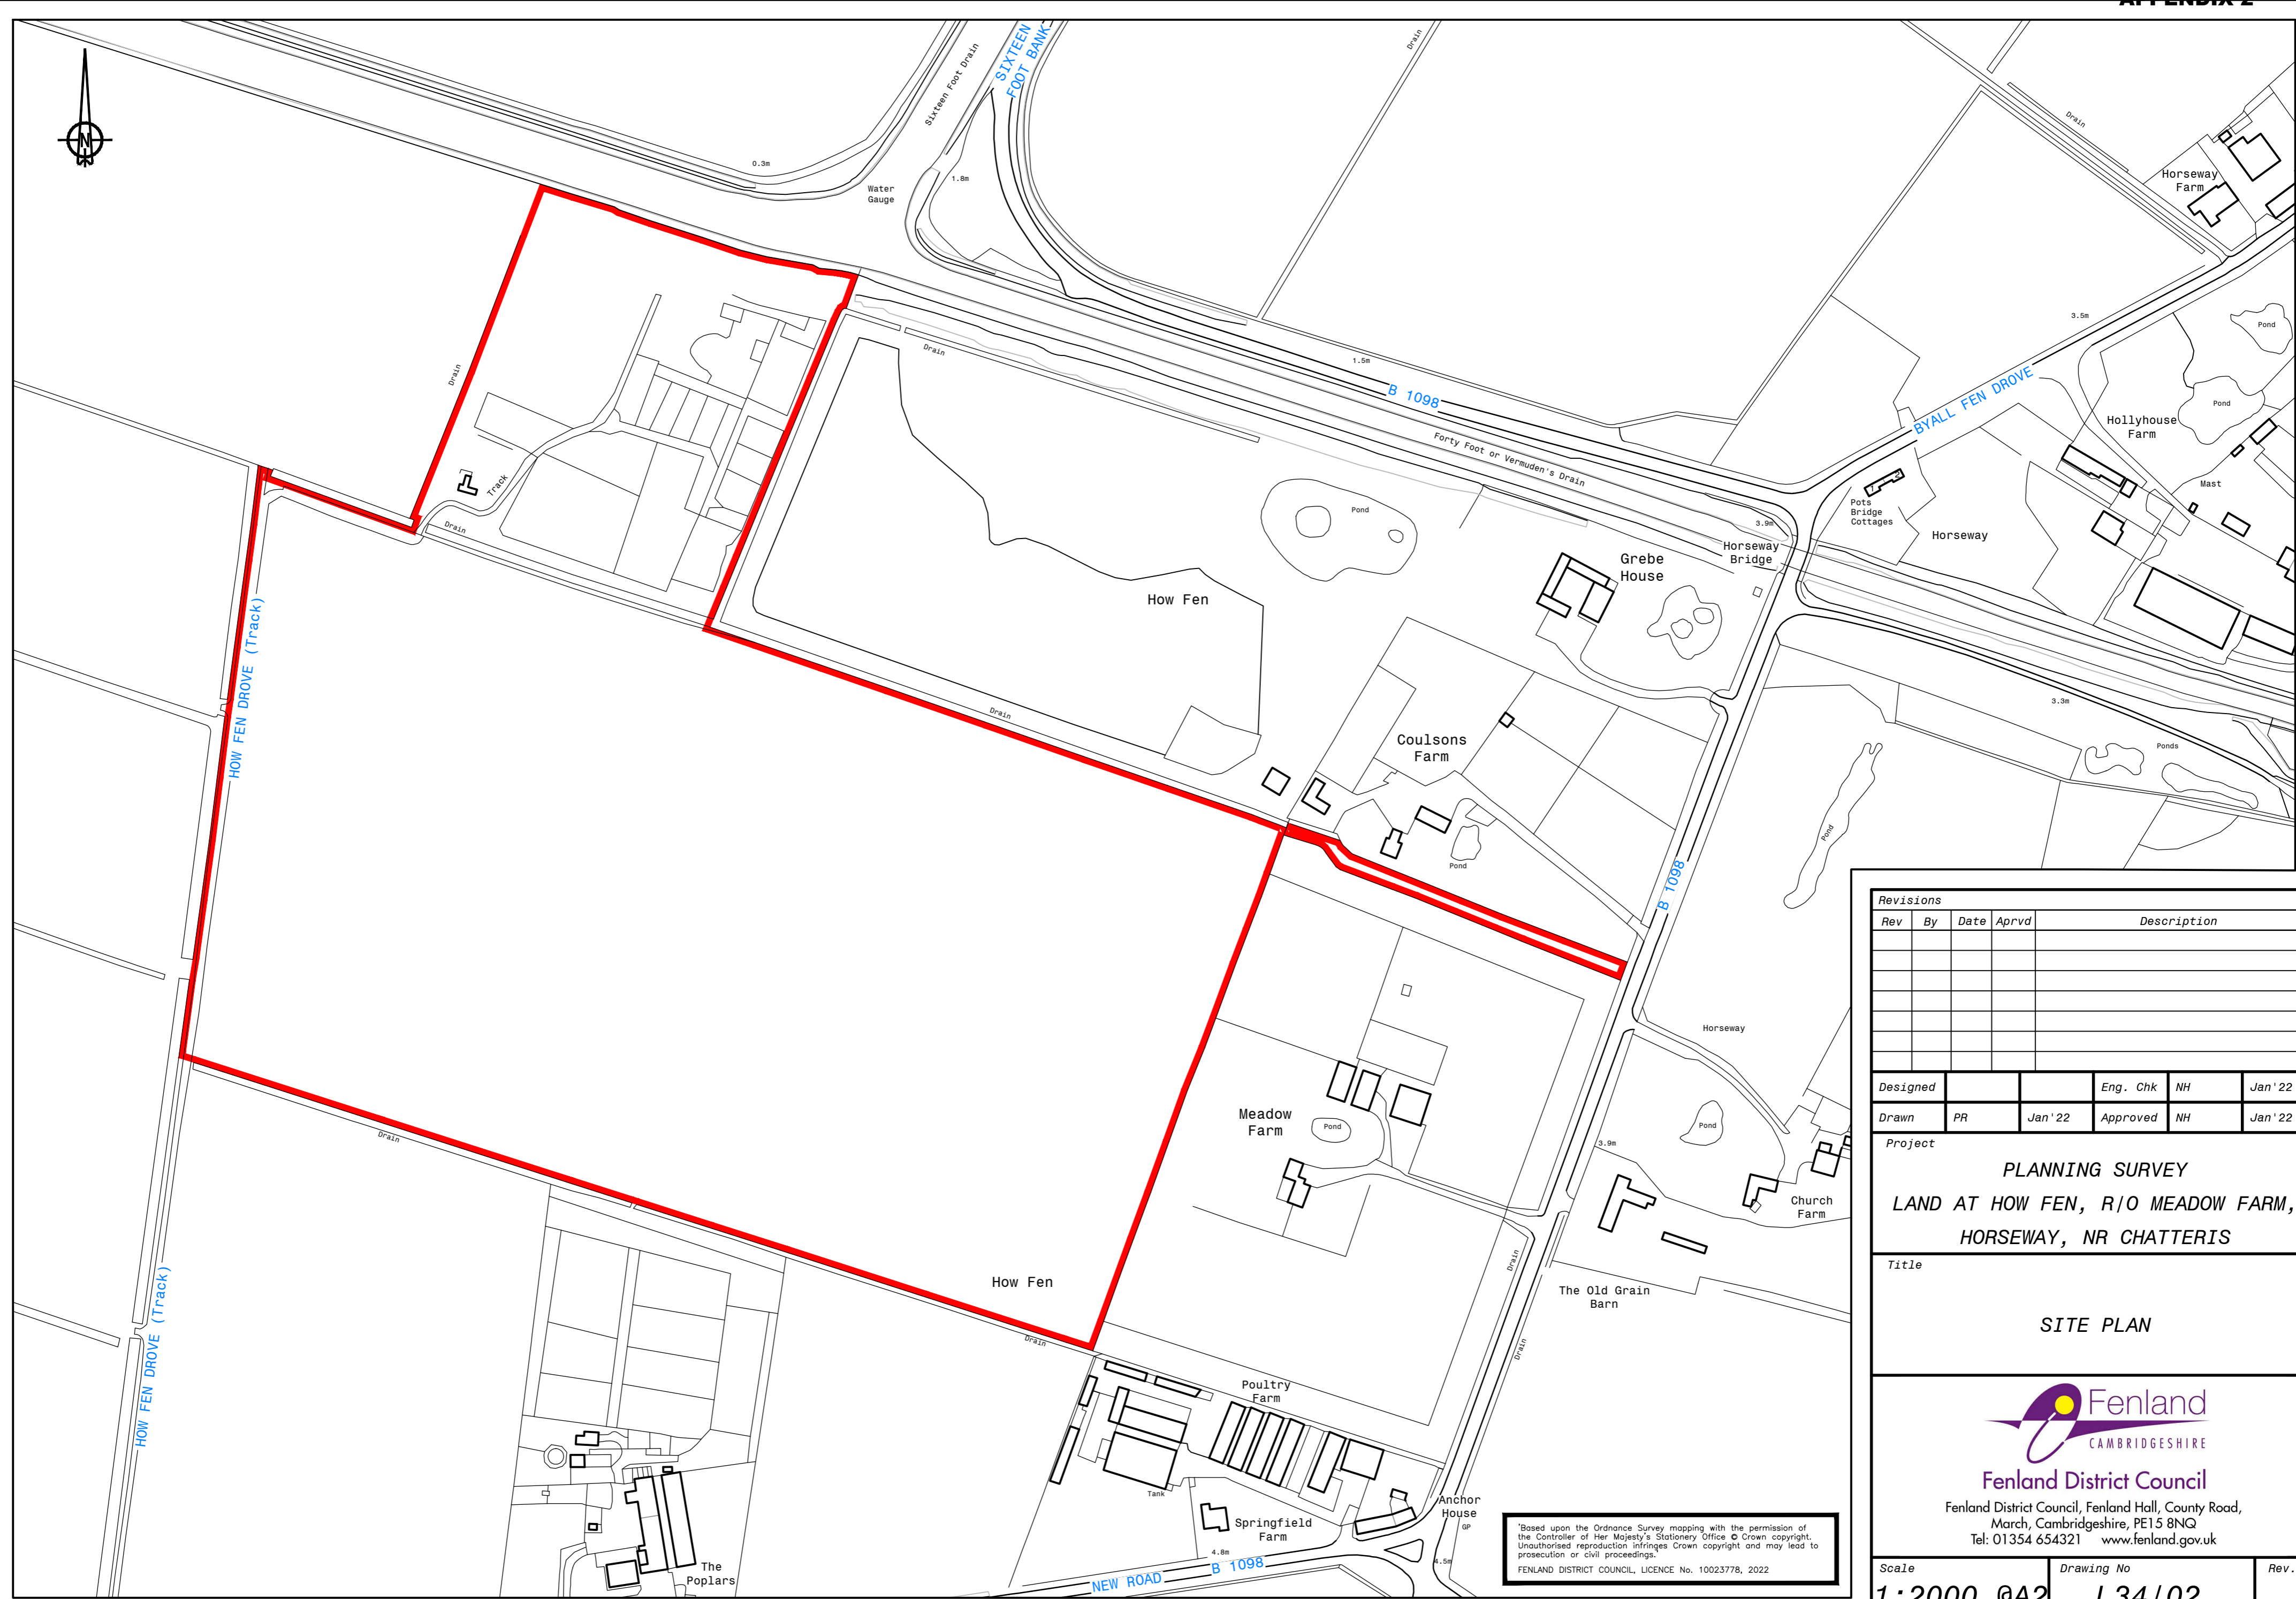 APPENDIX 2
SIXTEEN
FOOT BANK
Sixteen Foot Drain
Drain
Drain
N
0.3m
Water
Gauge
1.8m
Horseway
Farm
3.5m
Pond
Drain
Drain
1.5m
B 1098
BYALL FEN DROVE
Pond
Hollyhouse
Farm
Forty Foot or Vermuden's Drain
Mast
Track
Pond
Pots
Bridge
Cottages
3.9m
Horseway
Drain
Horseway
Bridge
Grebe
House
How Fen
HOW FEN DROVE (Track)
3.3m
Drain
Coulsons
Farm
Ponds
Pond
Pond
B 1098
Horseway
Meadow
Farm
Pond
Pond
3.9m
Drain
Church
Farm
Drain
How Fen
The Old Grain
Barn
HOW FEN DROVE (Track)
Drain
Drain
Poultry
Farm
Tank
Anchor
House
GP
Springfield
Farm
4.8m
4.5m
The
Poplars
NEW ROAD
B 1098
"Based upon the Ordnance Survey mapping with the permission of
the Controller of Her Majesty's Stationery Office © Crown copyright.
Unauthorised reproduction infringes Crown copyright and may lead to
prosecution or civil proceedings."
FENLAND DISTRICT COUNCIL, LICENCE No. 10023778, 2022
Revisions
Rev By Date Aprvd Description
Designed Eng. Chk NH Jan'22
Drawn PR Jan'22 Approved NH Jan'22
Project
PLANNING SURVEY
LAND AT HOW FEN, R/O MEADOW FARM,
HORSEWAY, NR CHATTERIS
Title
SITE PLAN
Fenland
CAMBRIDGESHIRE
Fenland District Council
Fenland District Council, Fenland Hall, County Road,
March, Cambridgeshire, PE15 8NQ
Tel: 01354 654321 www.fenland.gov.uk
Scale Drawing No Rev.
1:2000 @A2 L34/02